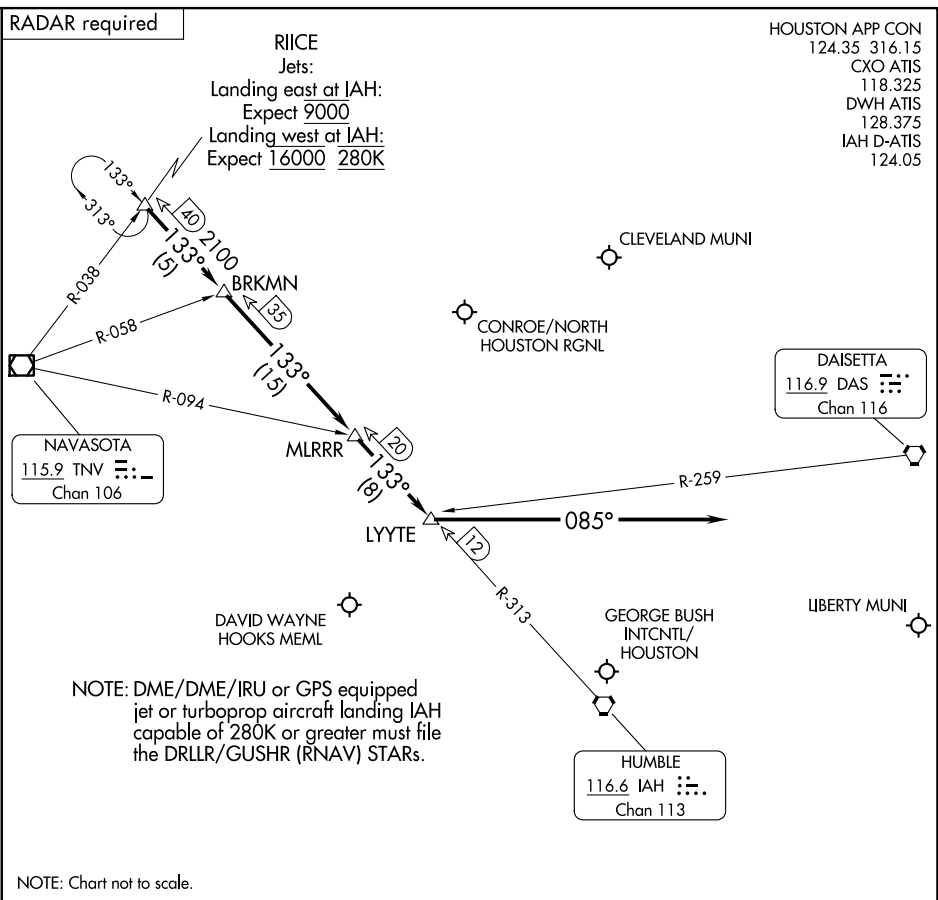 RADAR required
RIICE
Jets:
Landing east at IAH:
Expect 9000
Landing west at IAH:
Expect 16000 280K
HOUSTON APP CON
124.35 316.15
CXO ATIS
118.325
DWH ATIS
128.375
IAH D-ATIS
124.05
133°
313°
40
2100
133°
(5)
R-038
BRKMN
35
R-058
133°
(15)
R-094
CLEVELAND MUNI
CONROE/NORTH
HOUSTON RGNL
DAISETTA
116.9 DAS
Chan 116
NAVASOTA
115.9 TNV
Chan 106
MLRRR
20
133°
(8)
R-259
LYYTE
085°
12
R-313
DAVID WAYNE
HOOKS MEML
GEORGE BUSH
INTCNTL/
HOUSTON
LIBERTY MUNI
NOTE: DME/DME/IRU or GPS equipped
jet or turboprop aircraft landing IAH
capable of 280K or greater must file
the DRLLR/GUSHR (RNAV) STARs.
HUMBLE
116.6 IAH
Chan 113
NOTE: Chart not to scale.